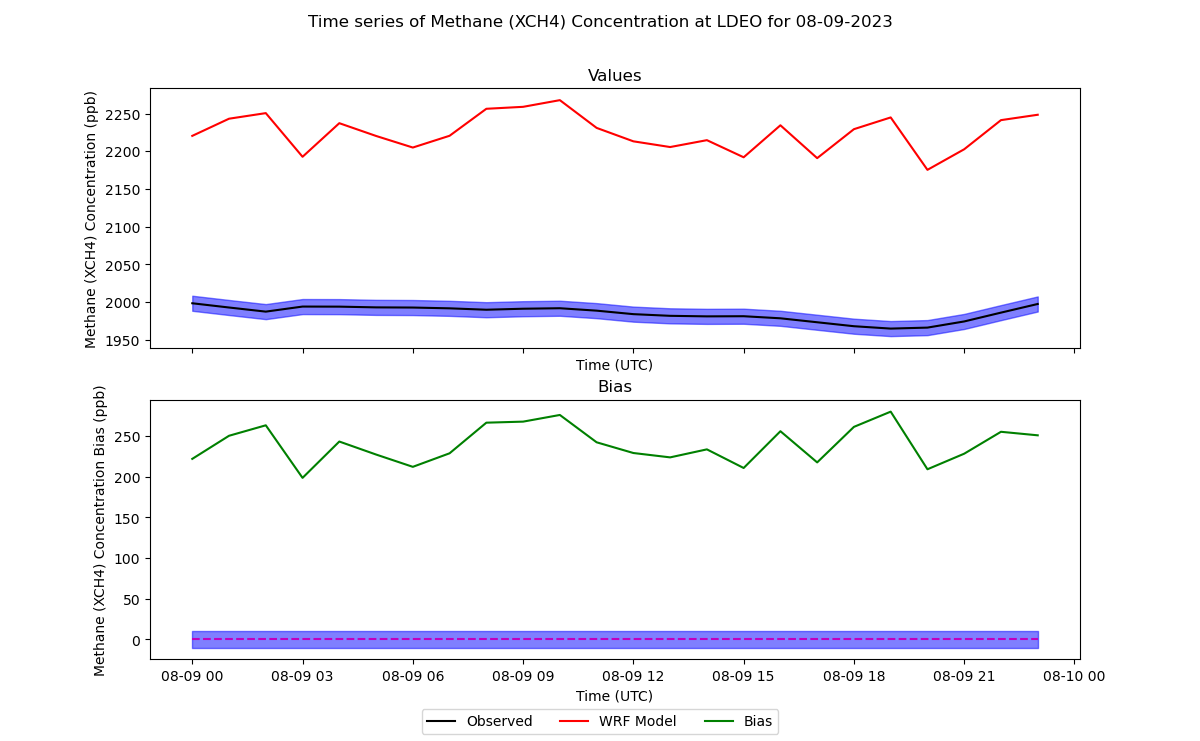 Time series of Methane (XCH4) Concentration at LDEO for 08-09-2023
Values
Methane (XCH4) Concentration (ppb)
2250
2200
2150
2100
2050
2000
1950
Time (UTC)
Bias
Methane (XCH4) Concentration Bias (ppb)
250
200
150
100
50
0
08-09 00 08-09 03 08-09 06 08-09 09 08-09 12 08-09 15 08-09 18 08-09 21 08-10 00
Time (UTC)
Observed WRF Model Bias